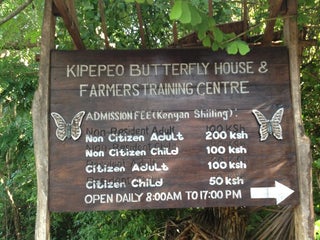 KIPEPEO BUTTERFLY HOUSE &
FARMERS TRAINING CENTRE
ADMISSION FEE (Kenyan Shilling):
Non Citizen Adult 200 ksh
Non Citizen Child 100 ksh
Citizen Adult 100 ksh
Citizen Child 50 ksh
OPEN DAILY 8:00AM TO 17:00 PM